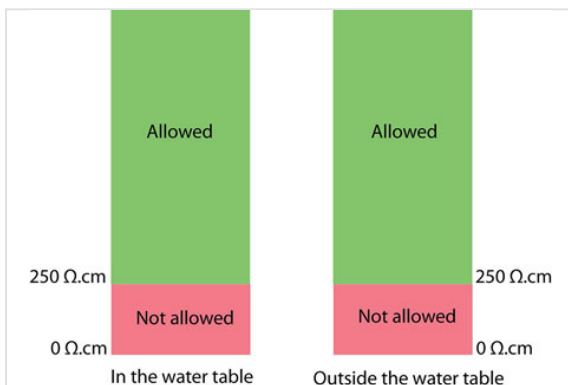 Allowed
Allowed
250 Ω.cm
250 Ω.cm
Not allowed
Not allowed
0 Ω.cm
0 Ω.cm
In the water table
Outside the water table